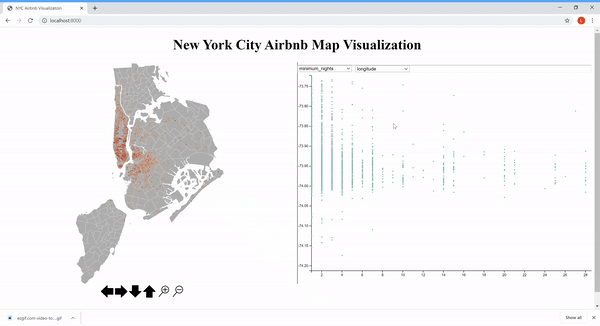 NYC Airbnb Visualization
localhost:8000
New York City Airbnb Map Visualization
minimum_nights
longitude
-73.75
-73.80
-73.85
-73.90
-73.95
-74.00
-74.05
-74.10
-74.15
-74.20
2 4 6 8 10 12 14 16 18 20 22 24 26 28
ezgif.com-video-to....gif
Show all